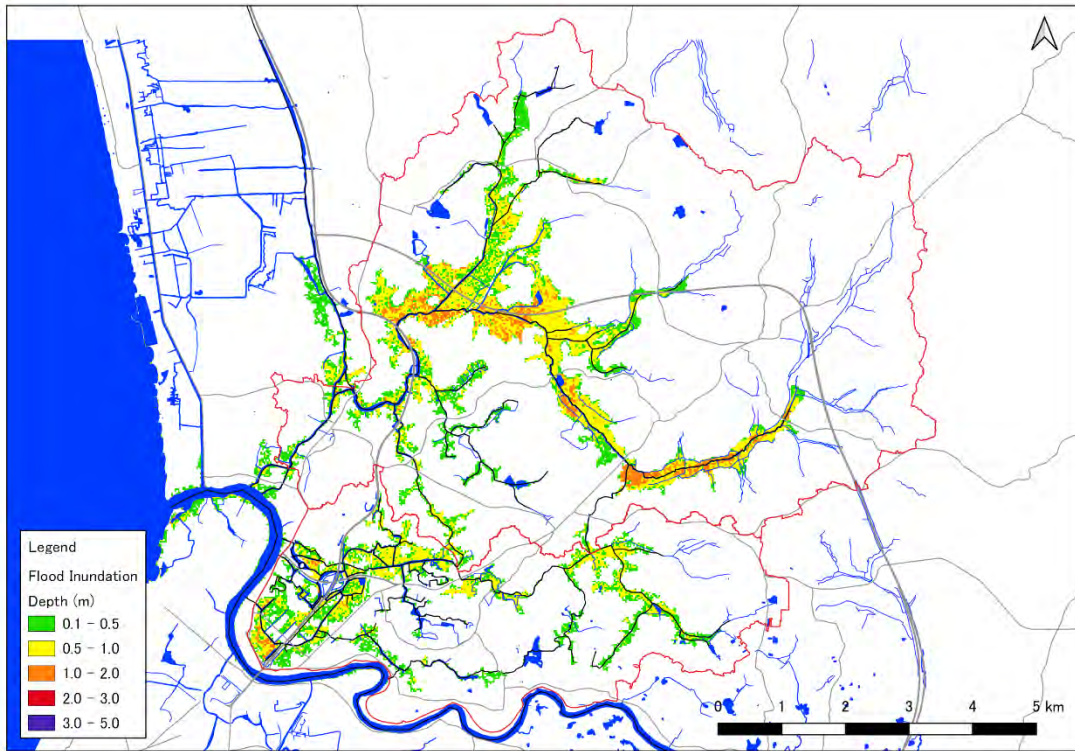 Legend
Flood Inundation
Depth (m)
0.1 - 0.5
0.5 - 1.0
1.0 - 2.0
2.0 - 3.0
3.0 - 5.0
0 1 2 3 4 5 km